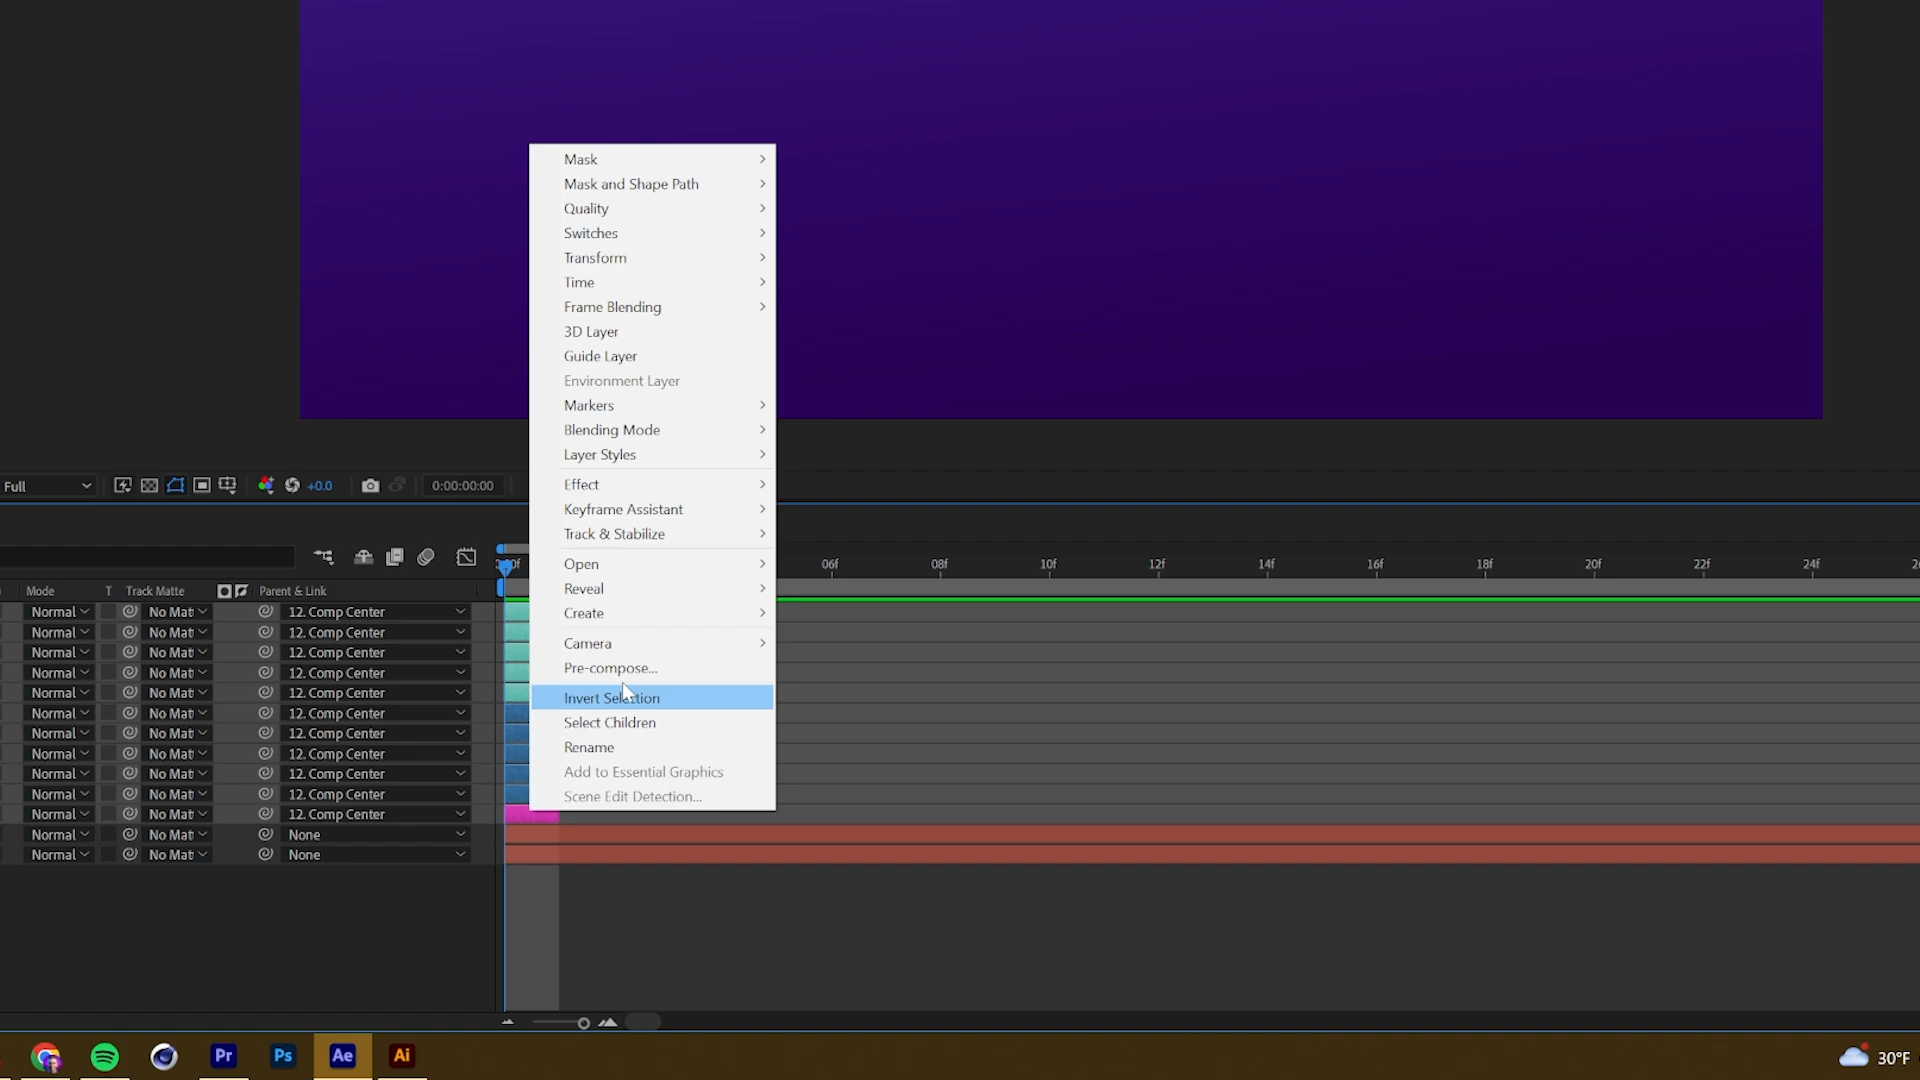 Mask
Mask and Shape Path
Quality
Switches
Transform
Time
Frame Blending
3D Layer
Guide Layer
Environment Layer
Markers
Blending Mode
Layer Styles
Effect
Keyframe Assistant
Track & Stabilize
Open
Reveal
Create
Camera
Pre-compose...
Invert Selection
Select Children
Rename
Add to Essential Graphics
Scene Edit Detection...
Full +0.0 0:00:00:00
06f 08f 10f 12f 14f 16f 18f 20f 22f 24f
Mode T Track Matte Parent & Link
Normal No Mat 12. Comp Center
Normal No Mat 12. Comp Center
Normal No Mat 12. Comp Center
Normal No Mat 12. Comp Center
Normal No Mat 12. Comp Center
Normal No Mat 12. Comp Center
Normal No Mat 12. Comp Center
Normal No Mat 12. Comp Center
Normal No Mat 12. Comp Center
Normal No Mat 12. Comp Center
Normal No Mat 12. Comp Center
Normal No Mat None
Normal No Mat None
Pr Ps Ae Ai 30°F